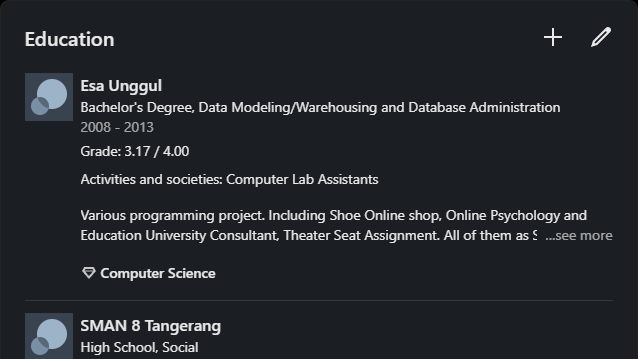 Education
Esa Unggul
Bachelor's Degree, Data Modeling/Warehousing and Database Administration
2008 - 2013
Grade: 3.17 / 4.00
Activities and societies: Computer Lab Assistants
Various programming project. Including Shoe Online shop, Online Psychology and
Education University Consultant, Theater Seat Assignment. All of them as ...see more
Computer Science
SMAN 8 Tangerang
High School, Social